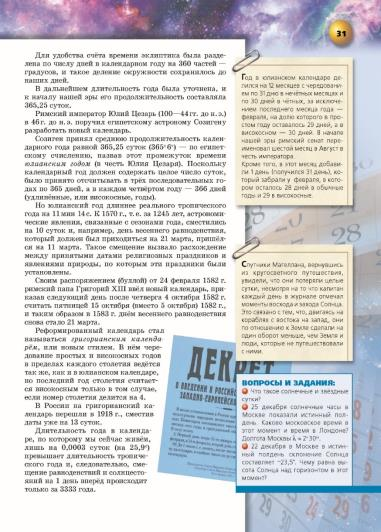 31
Для удобства счёта времени эклиптика была разделена
по числу дней в календарном году на 360 частей —
градусов, и такое деление окружности сохранилось до
наших дней.
В дальнейшем длительность года была уточнена, и
к началу нашей эры его продолжительность составляла
365,25 суток.
Римский император Юлий Цезарь (100—44 гг. до н. э.)
в 46 г. до н. э. поручил египетскому астроному Созигену
разработать новый календарь.
Созиген принял среднюю продолжительность календарного
года равной 365,25 суток (365ᵈ6ʰ) — по египетскому
счислению, назвав этот промежуток времени
юлианским годом (в честь Юлия Цезаря). Поскольку
календарный год должен содержать целое число суток,
было принято отсчитывать в трёх последовательных
годах по 365 дней, а в каждом четвёртом — 366 дней
(удлинённые, или високосные, годы).
Но юлианский год длиннее реального тропического
года на 11 мин 14 с. К 1570 г., т. е. за 1245 лет, астрономические
явления, связанные с сезонами года, сместились
на 10 суток и, например, день весеннего равноденствия,
который должен был приходиться на 21 марта, пришёлся
на 11 марта. Такое смещение вызвало расхождение
между принятыми датами религиозных праздников и
явлениями природы, по которым эти праздники были
установлены.
Своим распоряжением (буллой) от 24 февраля 1582 г.
римский папа Григорий XIII ввёл новый календарь, приказав
следующий день после четверга 4 октября 1582 г.
считать пятницей 15 октября (вместо 5 октября) 1582 г.,
и таким образом в 1583 г. днём весеннего равноденствия
снова стало 21 марта.
Реформированный календарь стал
называться григорианским календарём,
или новым стилем. В нём чередование
простых и високосных годов
в пределах каждого столетия ведётся
так же, как и в юлианском календаре,
но последний год столетия считается
високосным только в том случае,
если номер столетия делится на 4.
В России на григорианский календарь
перешли в 1918 г., сместив
даты уже на 13 суток.
Длительность года в календаре,
по которому мы сейчас живём,
лишь на 0,0003 суток (на 25,9ˢ)
превышает длительность тропического
года и, следовательно, смещение
равноденствий и солнцестояний
на 1 день вперёд происходит
только за 3333 года.
Год в юлианском календаре делился
на 12 месяцев с чередованием
по 31 дню в нечётных месяцах и
по 30 дней в чётных, за исключением
последнего месяца года —
февраля, на долю которого в простом
году оставалось 29 дней, а в
високосном — 30 дней. В начале
нашей эры римский сенат переименовал
шестой месяц в Август в
честь императора.
Кроме того, в этот месяц добавили
1 день (получился 31 день), который
забрали у февраля, в котором
осталось 28 дней в обычные
годы и 29 в високосные.
Спутники Магеллана, вернувшись
из кругосветного путешествия,
увидели, что они потеряли целые
сутки, несмотря на то что капитан
каждый день в журнале отмечал
моменты восхода и захода Солнца.
Это связано с тем, что, двигаясь на
кораблях с востока на запад, они
по отношению к Земле сделали на
один оборот меньше, чем Земля и
люди, которые не путешествовали
с ними.
ДЕКРЕТ
О ВВЕДЕНИИ В РОССИЙСКОЙ
ЗАПАДНО-ЕВРОПЕЙСКОГО
ВОПРОСЫ И ЗАДАНИЯ:
Что такое солнечные и звёздные
сутки?
25 декабря солнечные часы в
Москве показали истинный полдень.
Каково московское время в
этот момент и время в Лондоне?
Долгота Москвы λ = 2ʰ30ᵐ.
22 декабря в Москве в истинный
полдень склонение Солнца
составляет −23,5°. Чему равна высота
Солнца над горизонтом в этот
момент?